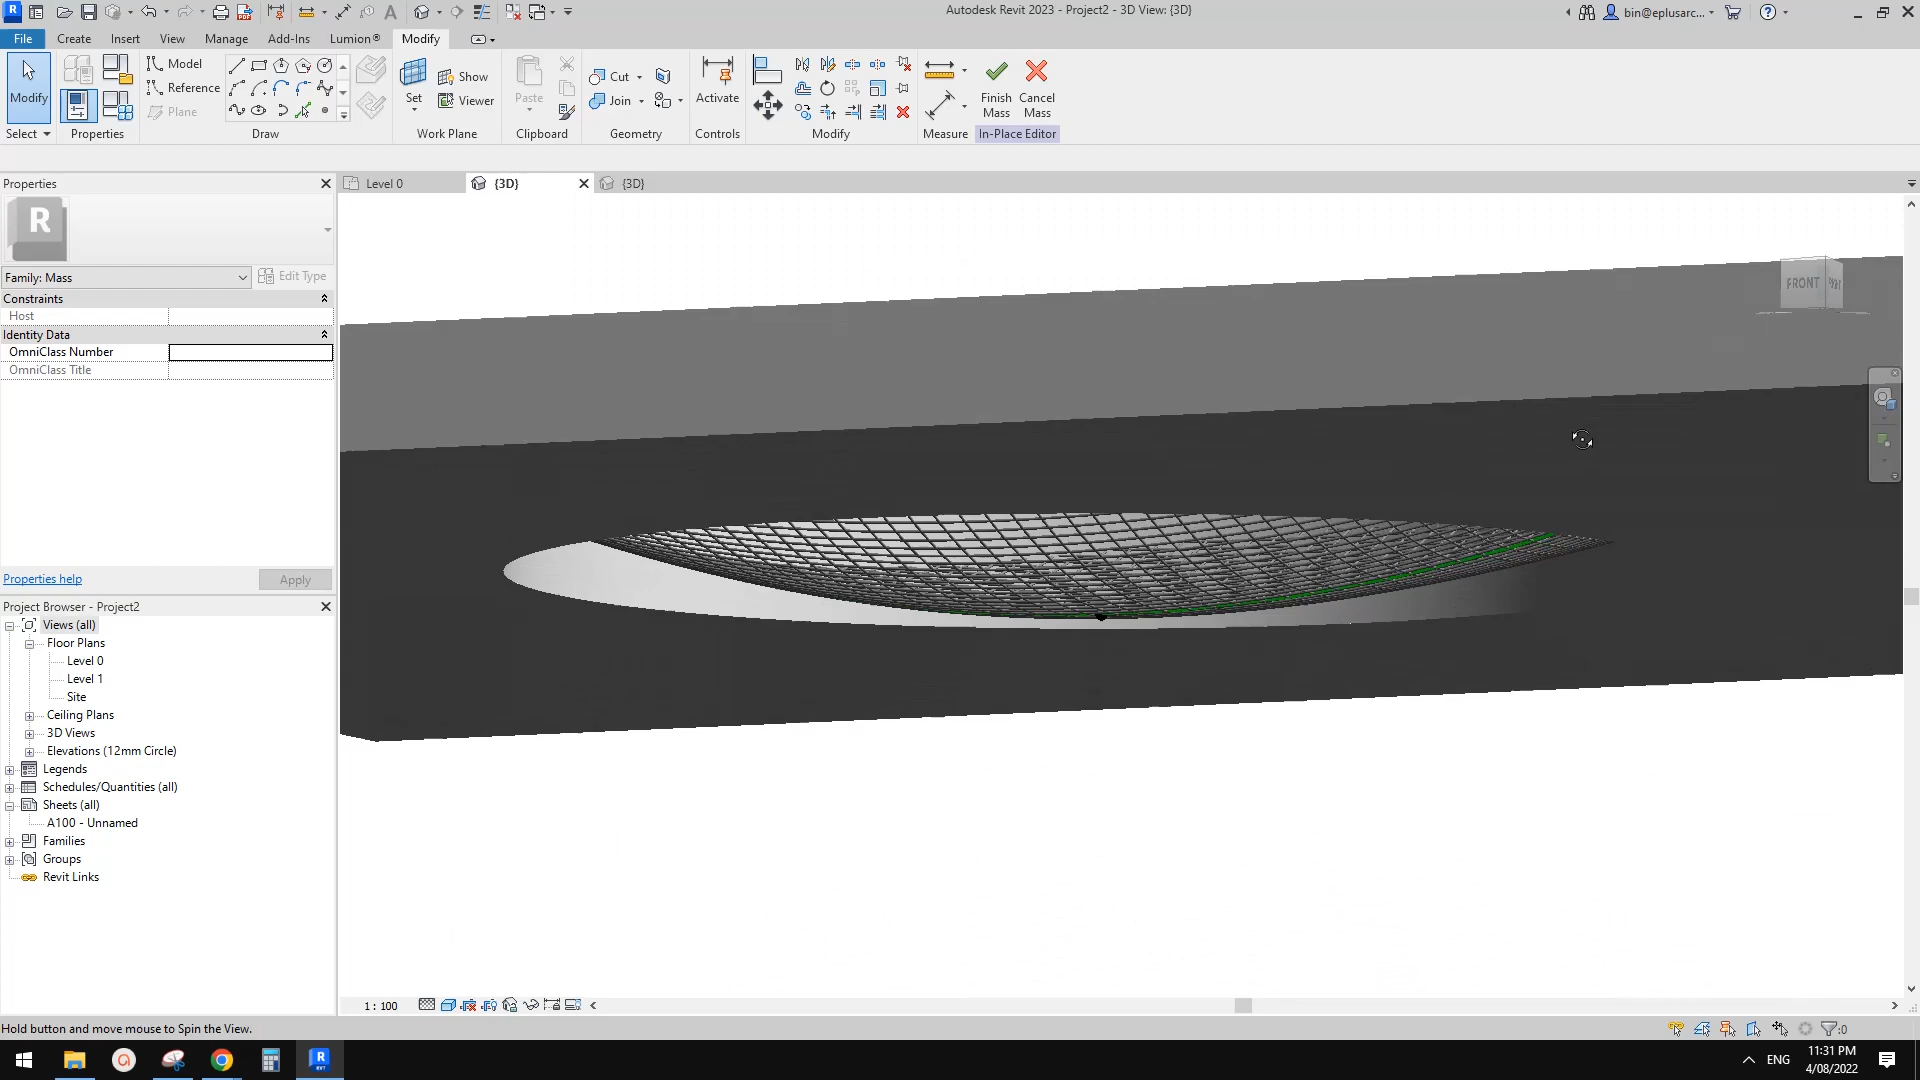 Autodesk Revit 2023 - Project2 - 3D View: {3D}
bin@eplusarc...
File Create Insert View Manage Add-Ins Lumion® Modify
Modify
Select
Properties
Model
Reference
Plane
Draw
Set
Show
Viewer
Work Plane
Paste
Clipboard
Cut
Join
Geometry
Activate
Controls
Modify
Measure
Finish Mass
Cancel Mass
In-Place Editor
Properties
Level 0
{3D}
{3D}
R
Family: Mass
Edit Type
Constraints
Host
Identity Data
OmniClass Number
OmniClass Title
Properties help
Apply
FRONT
Project Browser - Project2
Views (all)
Floor Plans
Level 0
Level 1
Site
Ceiling Plans
3D Views
Elevations (12mm Circle)
Legends
Schedules/Quantities (all)
Sheets (all)
A100 - Unnamed
Families
Groups
Revit Links
1 : 100
Hold button and move mouse to Spin the View.
:0
ENG
11:31 PM
4/08/2022